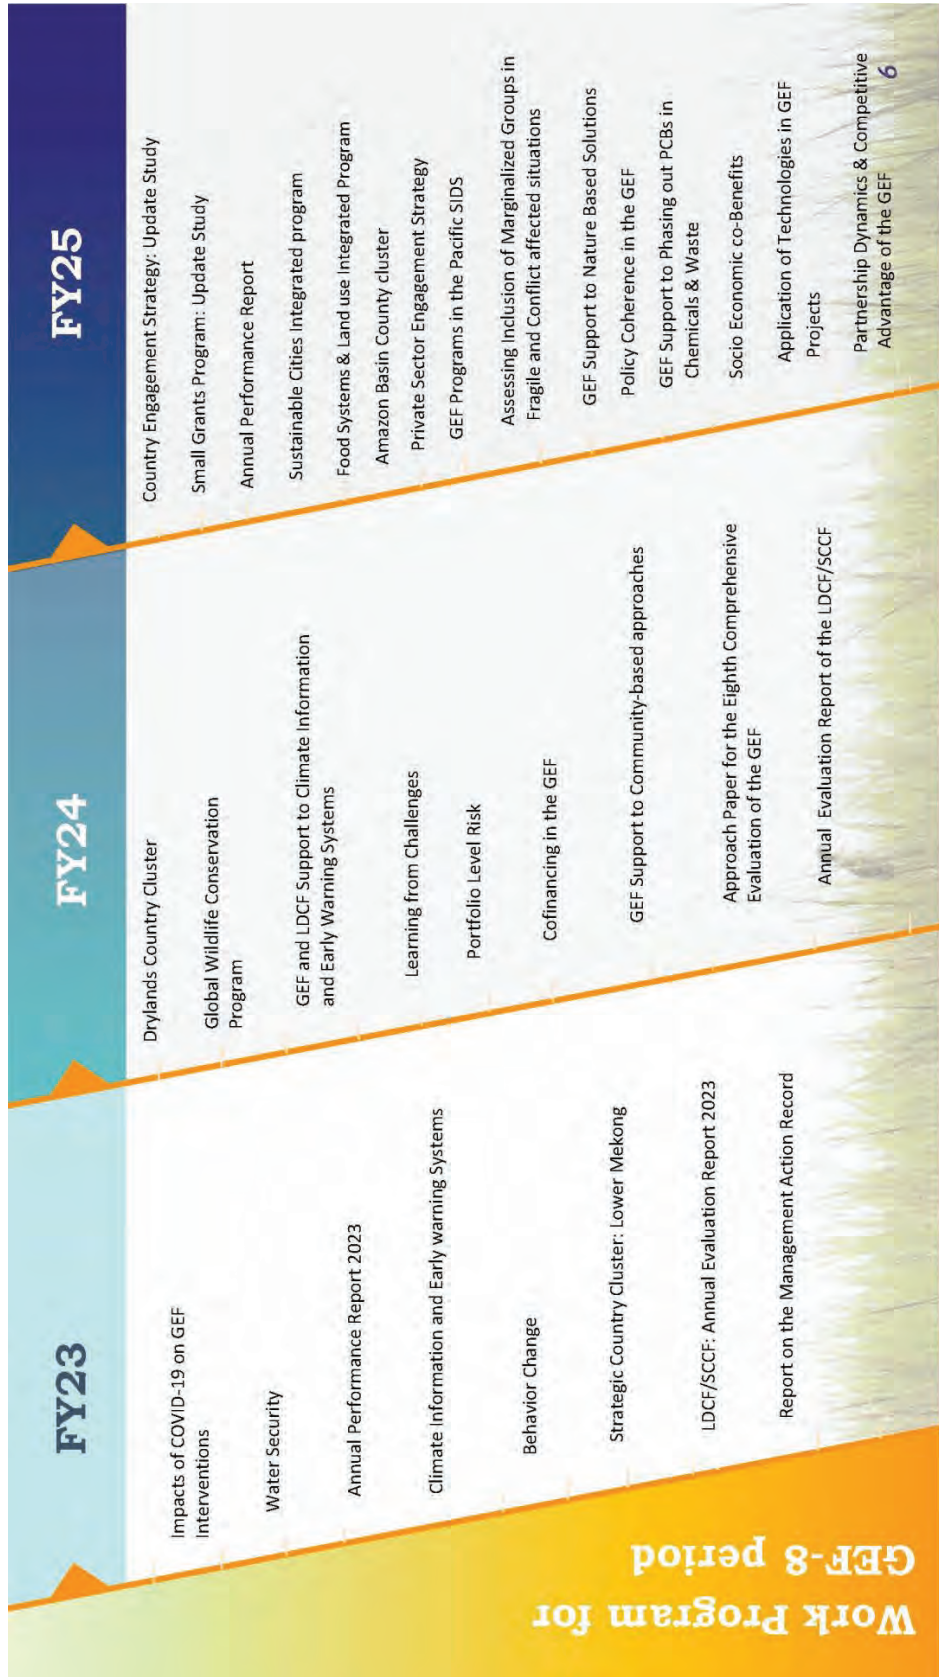 Work Program for
GEF-8 period
FY23
Impacts of COVID-19 on GEF
Interventions
Water Security
Annual Performance Report 2023
Climate Information and Early warning Systems
Behavior Change
Strategic Country Cluster: Lower Mekong
LDCF/SCCF: Annual Evaluation Report 2023
Report on the Management Action Record
FY24
Drylands Country Cluster
Global Wildlife Conservation
Program
GEF and LDCF Support to Climate Information
and Early Warning Systems
Learning from Challenges
Portfolio Level Risk
Cofinancing in the GEF
GEF Support to Community-based approaches
Approach Paper for the Eighth Comprehensive
Evaluation of the GEF
Annual Evaluation Report of the LDCF/SCCF
FY25
Country Engagement Strategy: Update Study
Small Grants Program: Update Study
Annual Performance Report
Sustainable Cities Integrated program
Food Systems & Land use Integrated Program
Amazon Basin County cluster
Private Sector Engagement Strategy
GEF Programs in the Pacific SIDS
Assessing Inclusion of Marginalized Groups in
Fragile and Conflict affected situations
GEF Support to Nature Based Solutions
Policy Coherence in the GEF
GEF Support to Phasing out PCBs in
Chemicals & Waste
Socio Economic co-Benefits
Application of Technologies in GEF
Projects
Partnership Dynamics & Competitive
Advantage of the GEF
6